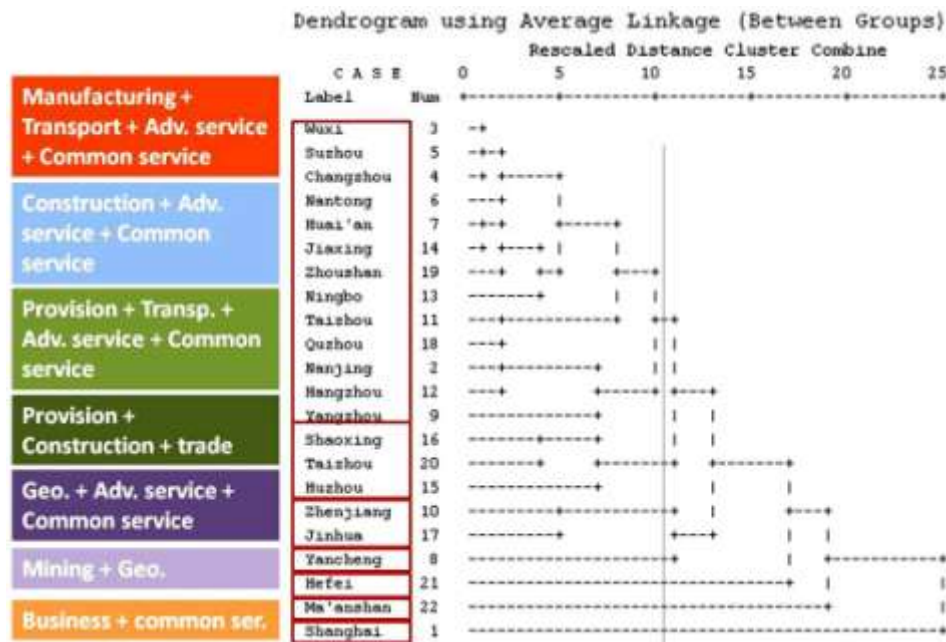 Dendrogram using Average Linkage (Between Groups)
Rescaled Distance Cluster Combine
C A S E 0 5 10 15 20 25
Label Num
Manufacturing +
Transport + Adv. service
+ Common service
Construction + Adv.
service + Common
service
Provision + Transp. +
Adv. service + Common
service
Provision +
Construction + trade
Geo. + Adv. service +
Common service
Mining + Geo.
Business + common ser.
Wuxi 3
Suzhou 5
Changzhou 4
Nantong 6
Huai'an 7
Jiaxing 14
Zhoushan 19
Ningbo 13
Taizhou 11
Quzhou 18
Nanjing 2
Hangzhou 12
Yangzhou 9
Shaoxing 16
Taizhou 20
Huzhou 15
Zhenjiang 10
Jinhua 17
Yancheng 8
Hefei 21
Ma'anshan 22
Shanghai 1